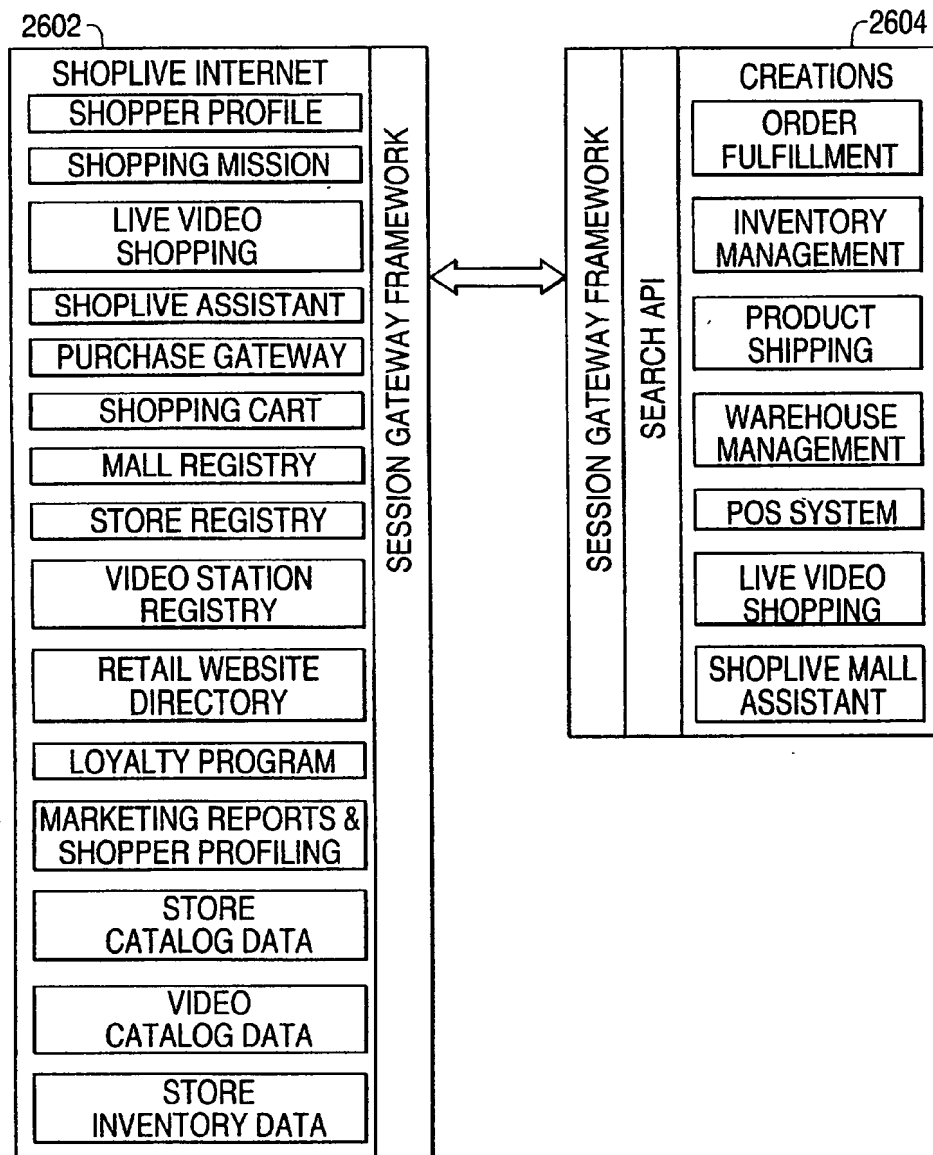 2602
SHOPLIVE INTERNET
SHOPPER PROFILE
SHOPPING MISSION
LIVE VIDEO
SHOPPING
SHOPLIVE ASSISTANT
PURCHASE GATEWAY
SHOPPING CART
MALL REGISTRY
STORE REGISTRY
VIDEO STATION
REGISTRY
RETAIL WEBSITE
DIRECTORY
LOYALTY PROGRAM
MARKETING REPORTS &
SHOPPER PROFILING
STORE
CATALOG DATA
VIDEO
CATALOG DATA
STORE
INVENTORY DATA
SESSION GATEWAY FRAMEWORK
2604
SESSION GATEWAY FRAMEWORK
SEARCH API
CREATIONS
ORDER
FULFILLMENT
INVENTORY
MANAGEMENT
PRODUCT
SHIPPING
WAREHOUSE
MANAGEMENT
POS SYSTEM
LIVE VIDEO
SHOPPING
SHOPLIVE MALL
ASSISTANT